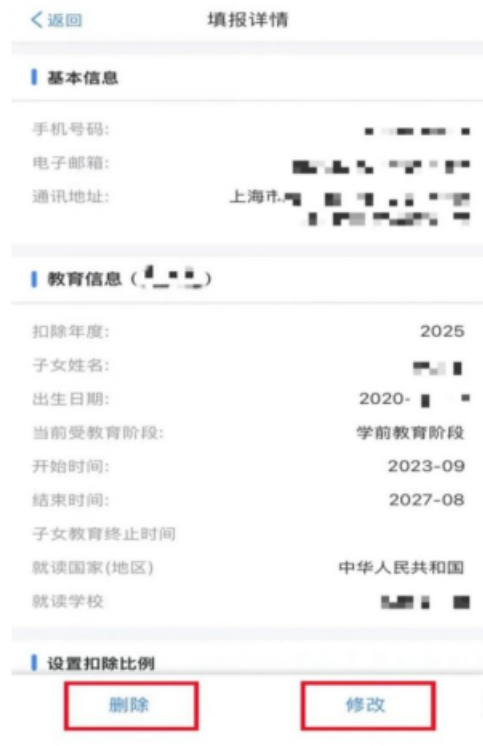 返回 填报详情
基本信息
手机号码:
电子邮箱:
通讯地址: 上海市
教育信息（ ）
扣除年度: 2025
子女姓名:
出生日期: 2020-
当前受教育阶段: 学前教育阶段
开始时间: 2023-09
结束时间: 2027-08
子女教育终止时间
就读国家(地区) 中华人民共和国
就读学校
设置扣除比例
删除 修改